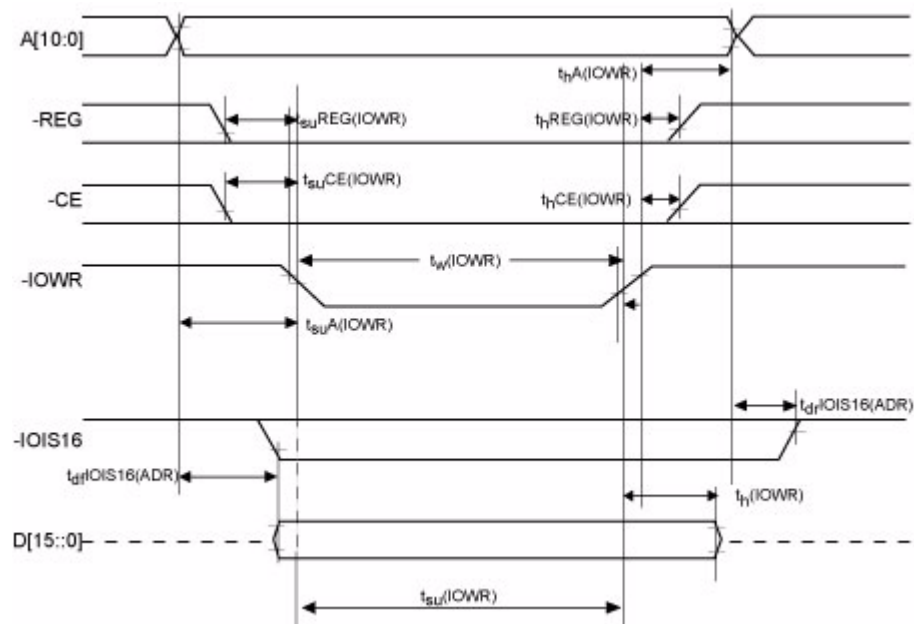 A[10:0]
thA(IOWR)
-REG
tsuREG(IOWR)
thREG(IOWR)
-CE
tsuCE(IOWR)
thCE(IOWR)
-IOWR
tw(IOWR)
tsuA(IOWR)
-IOIS16
tdrIOIS16(ADR)
tdfIOIS16(ADR)
th(IOWR)
D[15::0]
tsu(IOWR)